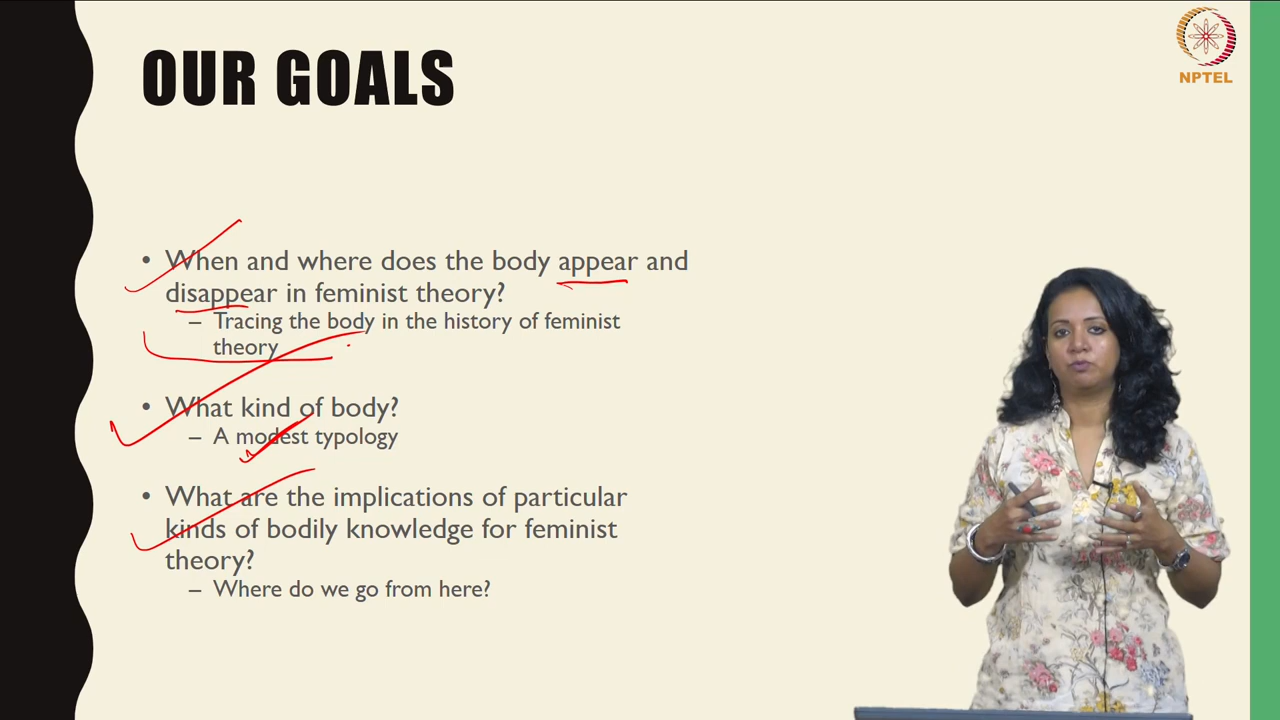 OUR GOALS
NPTEL
• When and where does the body appear and
disappear in feminist theory?
– Tracing the body in the history of feminist
theory
• What kind of body?
– A modest typology
• What are the implications of particular
kinds of bodily knowledge for feminist
theory?
– Where do we go from here?